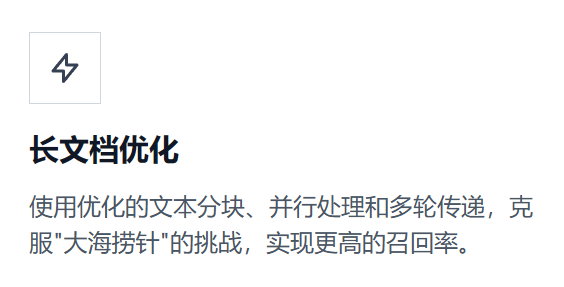 长文档优化
使用优化的文本分块、并行处理和多轮传递，克
服"大海捞针"的挑战，实现更高的召回率。